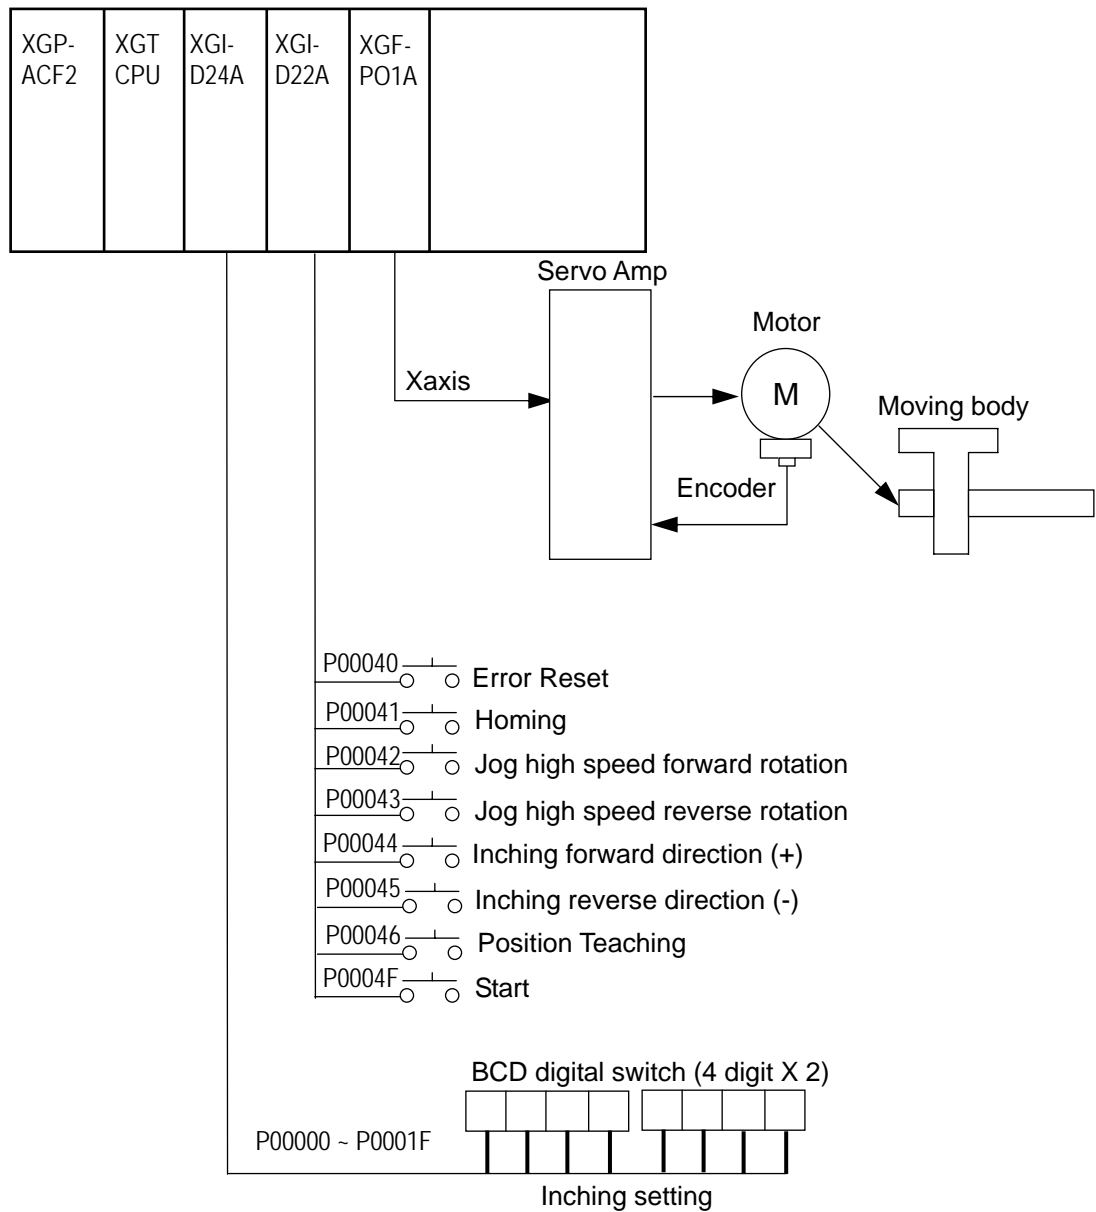 XGP-
ACF2
XGT
CPU
XGI-
D24A
XGI-
D22A
XGF-
PO1A
Servo Amp
Motor
Xaxis
M
Moving body
Encoder
P00040
Error Reset
P00041
Homing
P00042
Jog high speed forward rotation
P00043
Jog high speed reverse rotation
P00044
Inching forward direction (+)
P00045
Inching reverse direction (-)
P00046
Position Teaching
P0004F
Start
BCD digital switch (4 digit X 2)
P00000 ~ P0001F
Inching setting